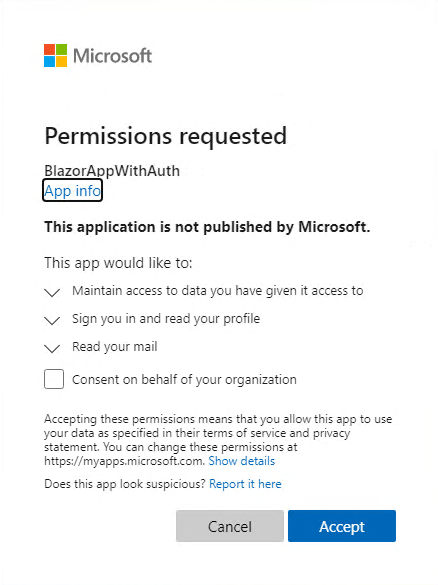 Microsoft
Permissions requested
BlazorAppWithAuth
App info
This application is not published by Microsoft.
This app would like to:
Maintain access to data you have given it access to
Sign you in and read your profile
Read your mail
Consent on behalf of your organization
Accepting these permissions means that you allow this app to use
your data as specified in their terms of service and privacy
statement. You can change these permissions at
https://myapps.microsoft.com. Show details
Does this app look suspicious? Report it here
Cancel Accept